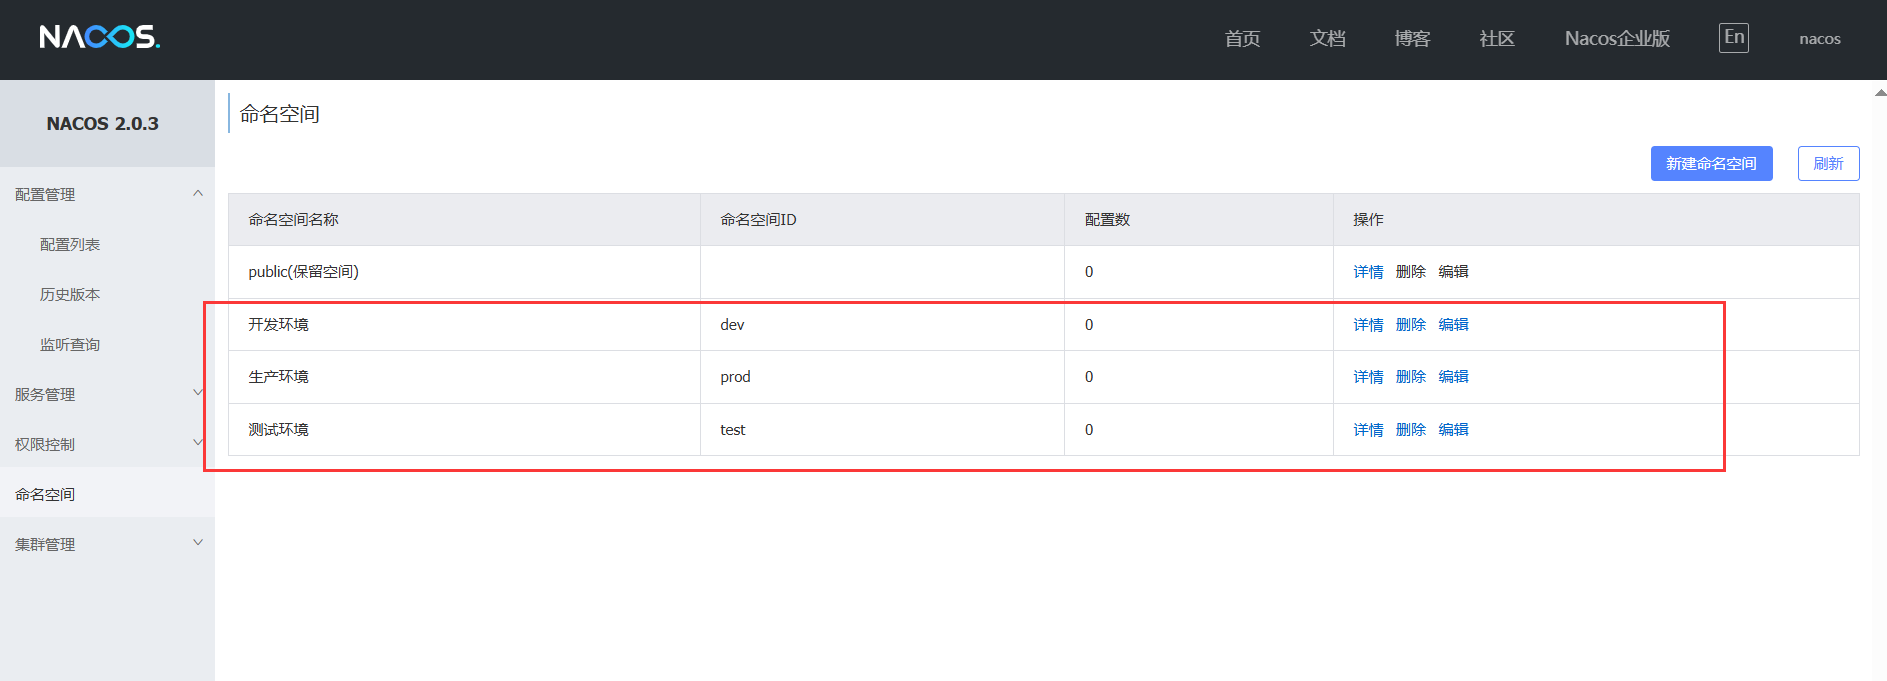 NACOS.
首页 文档 博客 社区 Nacos企业版 En nacos
NACOS 2.0.3
配置管理
配置列表
历史版本
监听查询
服务管理
权限控制
命名空间
集群管理
命名空间
新建命名空间 刷新
命名空间名称 命名空间ID 配置数 操作
public(保留空间) 0 详情 删除 编辑
开发环境 dev 0 详情 删除 编辑
生产环境 prod 0 详情 删除 编辑
测试环境 test 0 详情 删除 编辑